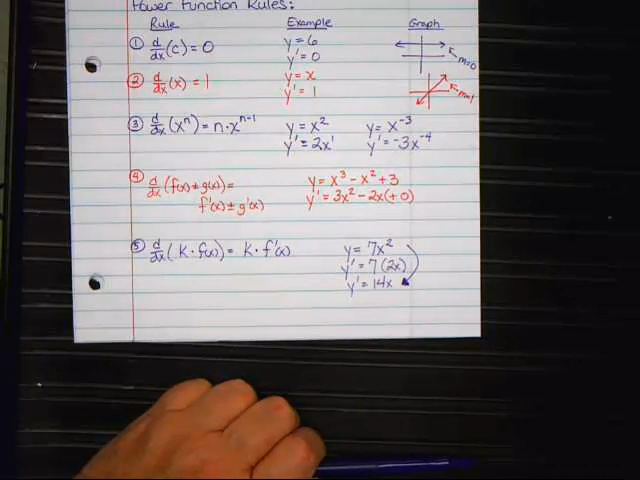 Power Function Rules:
Rule Example Graph
① d/dx (c) = 0 y = 6
y' = 0 m=0
② d/dx (x) = 1 y = x
y' = 1 m=1
③ d/dx (xⁿ) = n·xⁿ⁻¹ y = x² y = x⁻³
y' = 2x¹ y' = -3x⁻⁴
④ d/dx (f(x) ± g(x)) = y = x³ - x² + 3
f'(x) ± g'(x) y' = 3x² - 2x (+ 0)
⑤ d/dx (k · f(x)) = k · f'(x) y = 7x²
y' = 7(2x)
y' = 14x